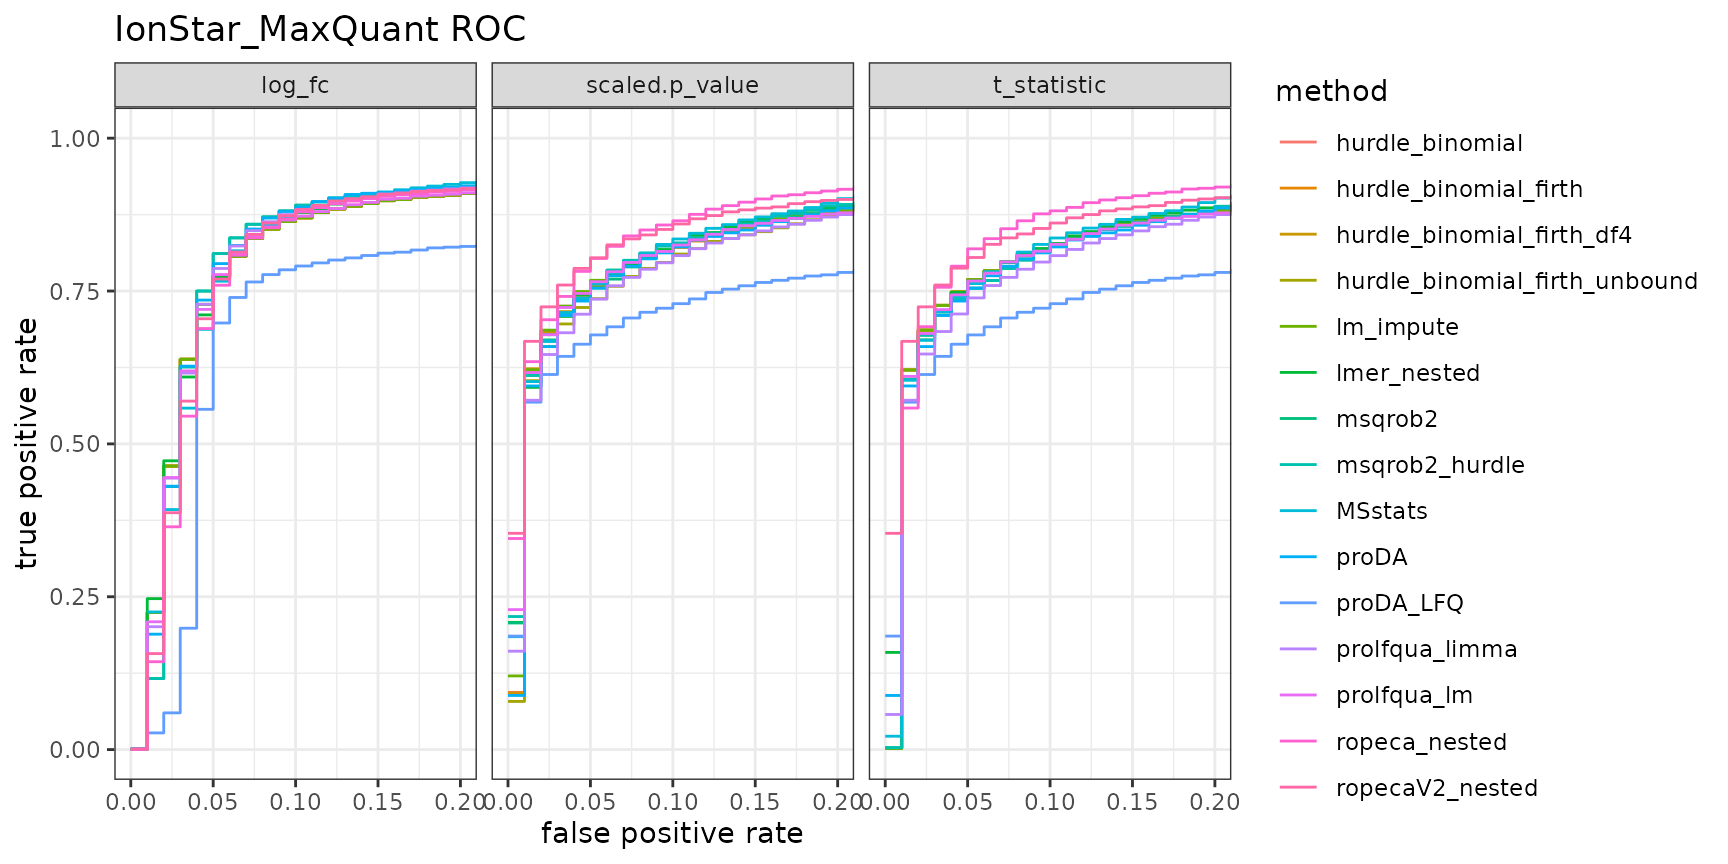 IonStar_MaxQuant ROC
log_fc
scaled.p_value
t_statistic
method
true positive rate
1.00
0.75
0.50
0.25
0.00
0.00 0.05 0.10 0.15 0.20
0.00 0.05 0.10 0.15 0.20
0.00 0.05 0.10 0.15 0.20
false positive rate
hurdle_binomial
hurdle_binomial_firth
hurdle_binomial_firth_df4
hurdle_binomial_firth_unbound
lm_impute
lmer_nested
msqrob2
msqrob2_hurdle
MSstats
proDA
proDA_LFQ
prolfqua_limma
prolfqua_lm
ropeca_nested
ropecaV2_nested